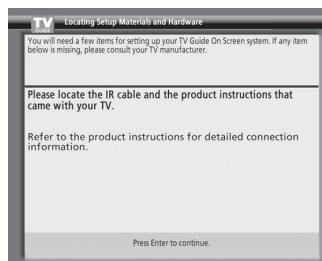 TV
GUIDE
Locating Setup Materials and Hardware
You will need a few items for setting up your TV Guide On Screen system. If any item
below is missing, please consult your TV manufacturer.
Please locate the IR cable and the product instructions that
came with your TV.
Refer to the product instructions for detailed connection
information.
Press Enter to continue.